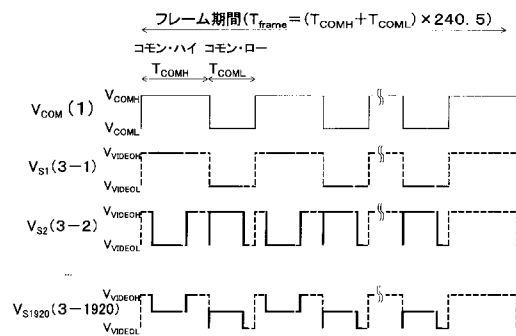 フレーム期間(Tframe=(TCOMH+TCOML)×240.5)
コモン・ハイ コモン・ロー
TCOMH TCOML
VCOM(1) VCOMH
VCOML
VS1(3-1) VVIDEOH
VVIDEOL
VS2(3-2) VVIDEOH
VVIDEOL
...
VS1920(3-1920) VVIDEOH
VVIDEOL